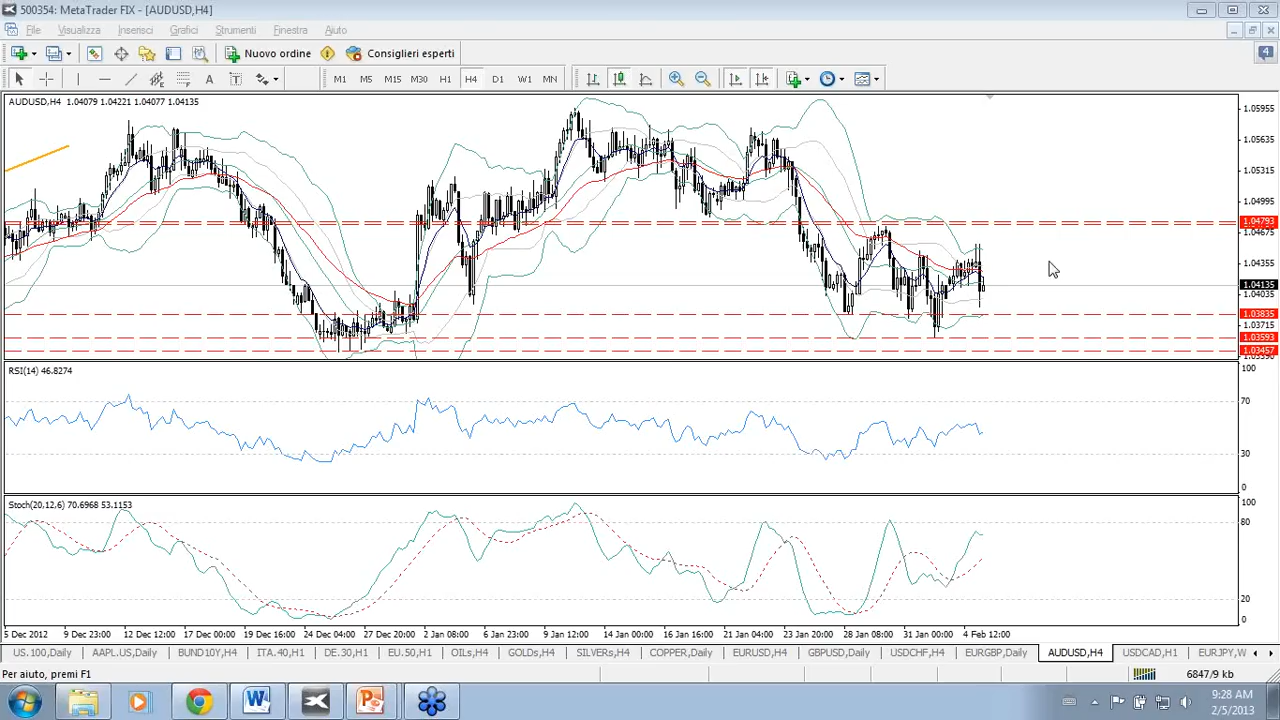 500354: MetaTrader FIX - [AUDUSD,H4]
File Visualizza Inserisci Grafici Strumenti Finestra Aiuto
Nuovo ordine Consiglieri esperti 4
A T M1 M5 M15 M30 H1 H4 D1 W1 MN
AUDUSD,H4 1.04079 1.04221 1.04077 1.04135
1.05955
1.05635
1.05315
1.04995
1.04793
1.04675
1.04355
1.04135
1.04035
1.03835
1.03715
1.03593
1.03457
RSI(14) 46.8274
100
70
30
0
Stoch(20,12,6) 70.6968 53.1153
100
80
20
0
5 Dec 2012 9 Dec 23:00 12 Dec 12:00 17 Dec 00:00 19 Dec 16:00 24 Dec 04:00 27 Dec 20:00 2 Jan 08:00 6 Jan 23:00 9 Jan 12:00 14 Jan 00:00 16 Jan 16:00 21 Jan 04:00 23 Jan 20:00 28 Jan 08:00 31 Jan 00:00 4 Feb 12:00
US.100,Daily AAPL.US,Daily BUND10Y,H4 ITA.40,H1 DE.30,H1 EU.50,H1 OILs,H4 GOLDs,H4 SILVERs,H4 COPPER,Daily EURUSD,H4 GBPUSD,Daily USDCHF,H4 EURGBP,Daily AUDUSD,H4 USDCAD,H1 EURJPY,W
Per aiuto, premi F1 6847/9 kb
9:28 AM
2/5/2013